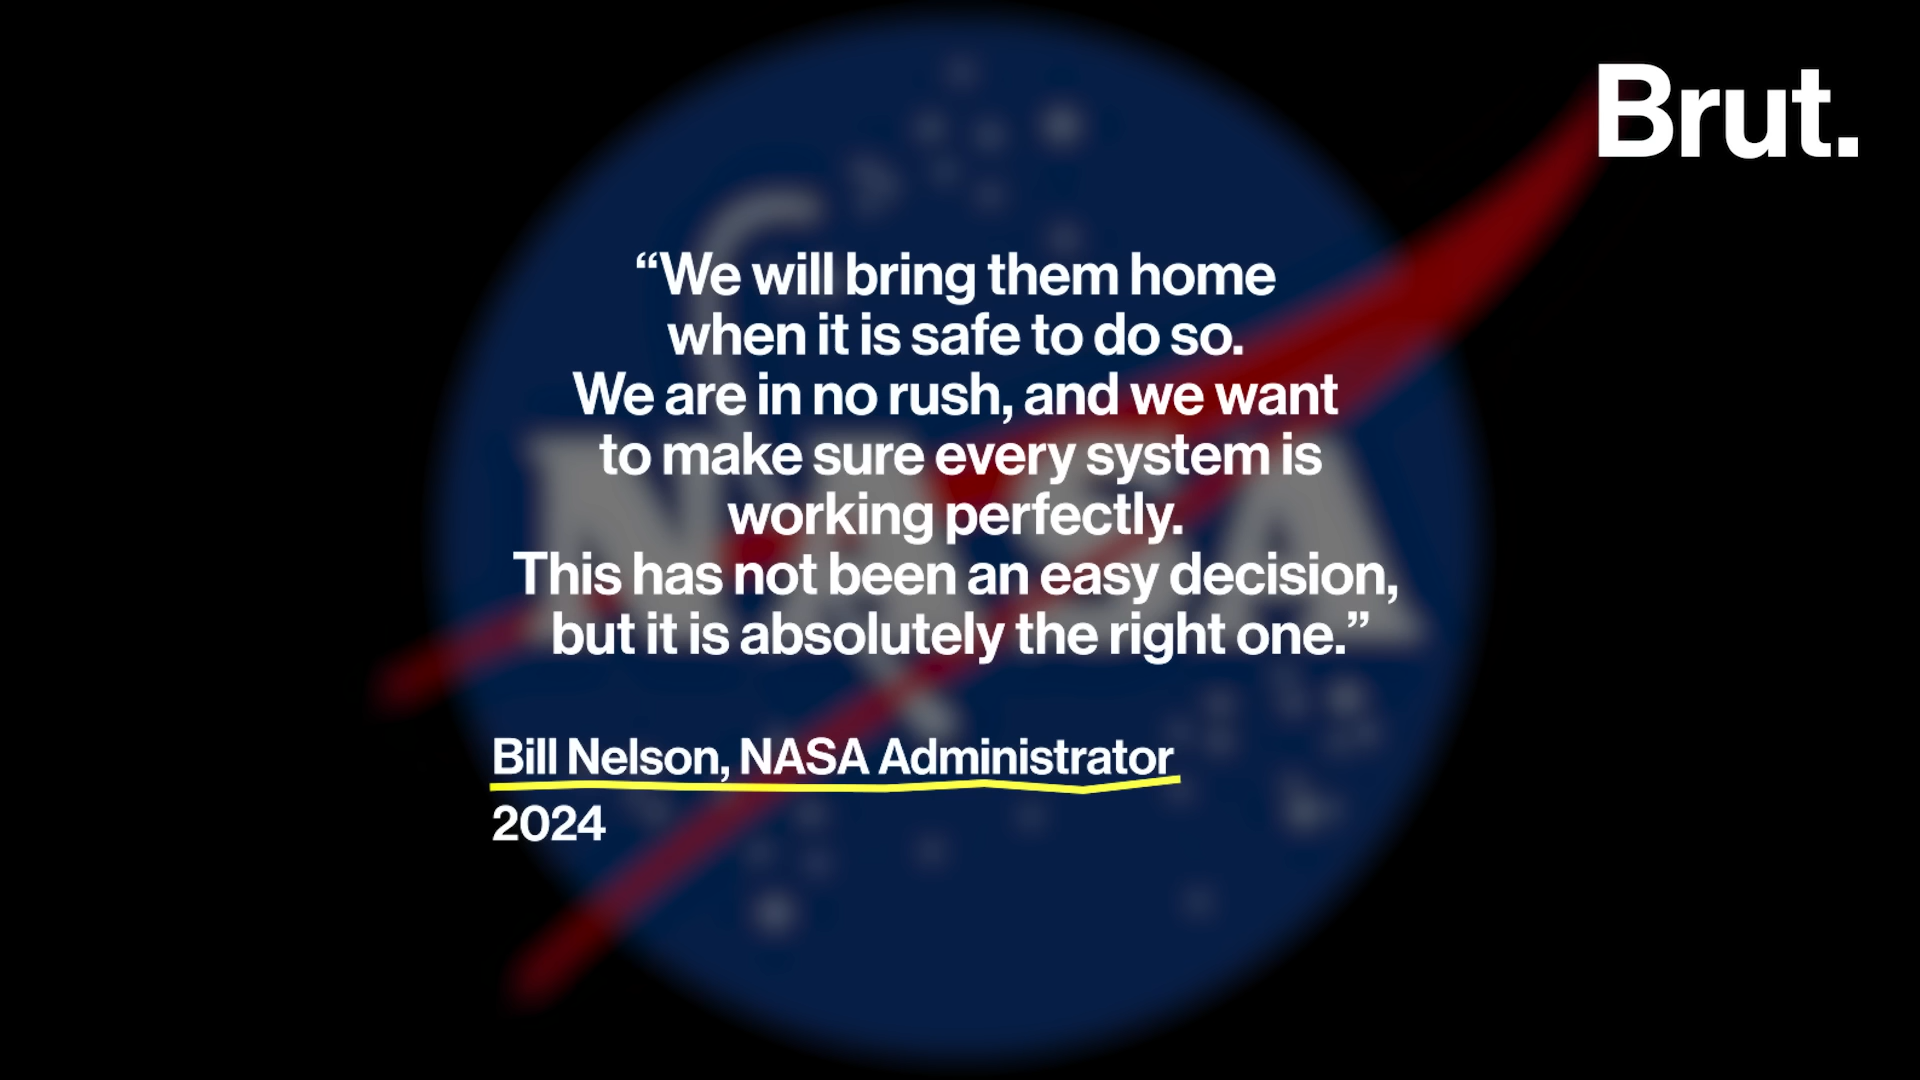 Brut.
“We will bring them home
when it is safe to do so.
We are in no rush, and we want
to make sure every system is
working perfectly.
This has not been an easy decision,
but it is absolutely the right one.”
Bill Nelson, NASA Administrator
2024
NASA